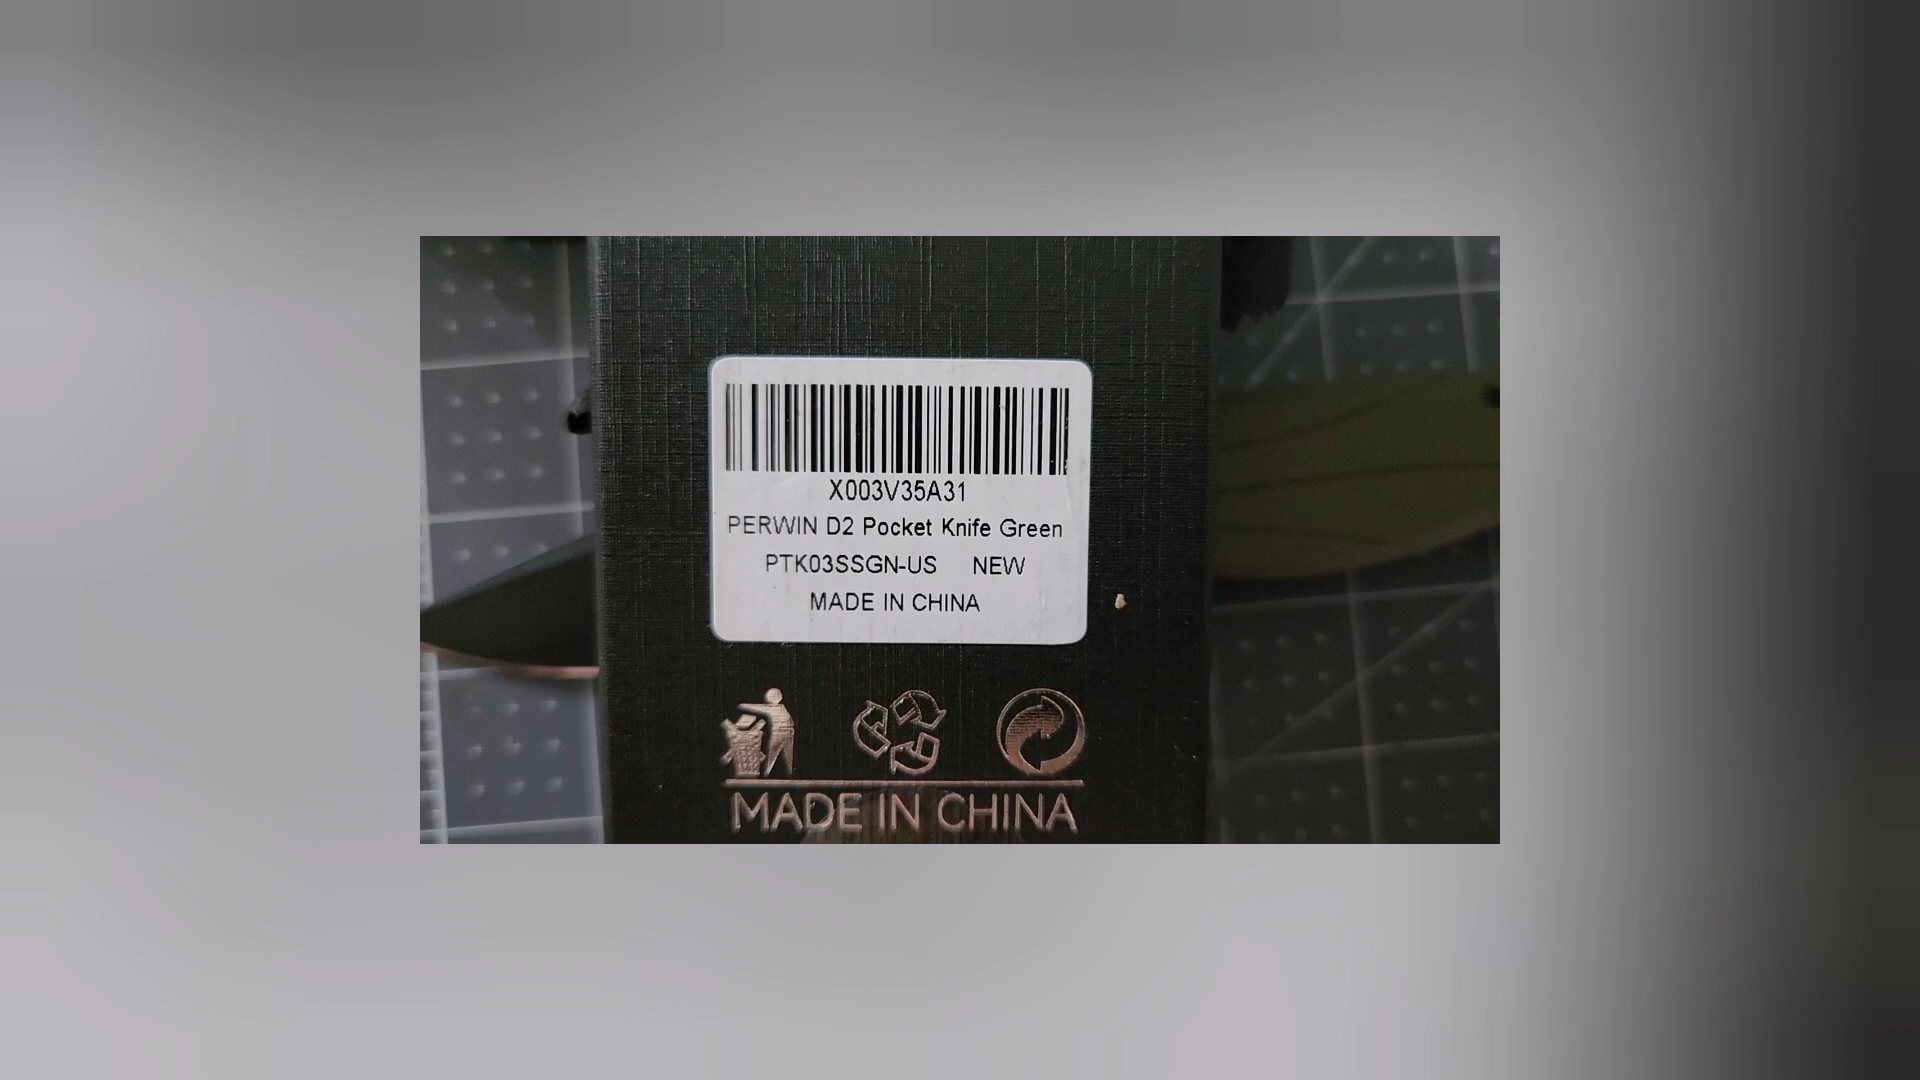 X003V35A31
PERWIN D2 Pocket Knife Green
PTK03SSGN-US NEW
MADE IN CHINA
MADE IN CHINA